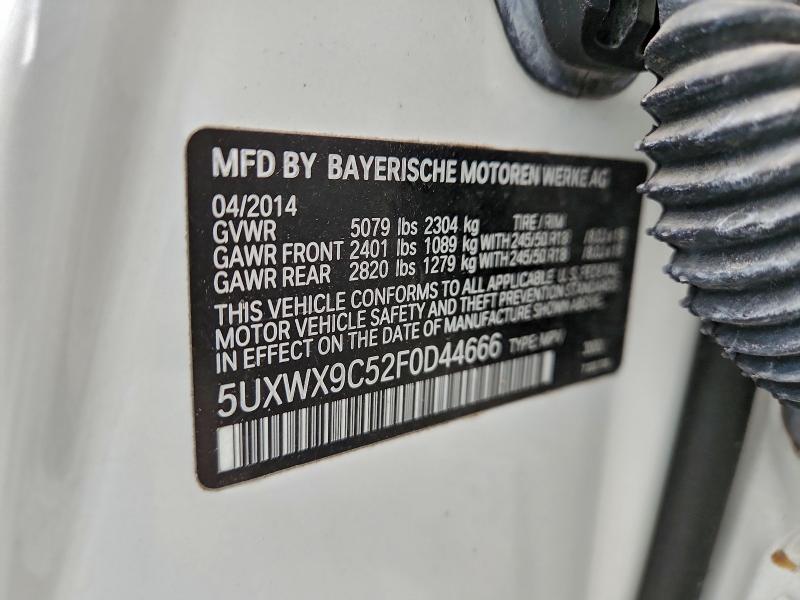 MFD BY BAYERISCHE MOTOREN WERKE AG
04/2014
GVWR 5079 lbs 2304 kg TIRE / RIM
GAWR FRONT 2401 lbs 1089 kg WITH 245/50 R18
GAWR REAR 2820 lbs 1279 kg WITH 245/50 R18
THIS VEHICLE CONFORMS TO ALL APPLICABLE U.S. FEDERAL
MOTOR VEHICLE SAFETY AND THEFT PREVENTION STANDARDS
IN EFFECT ON THE DATE OF MANUFACTURE SHOWN ABOVE.
5UXWX9C52F0D44666 TYPE: MPV